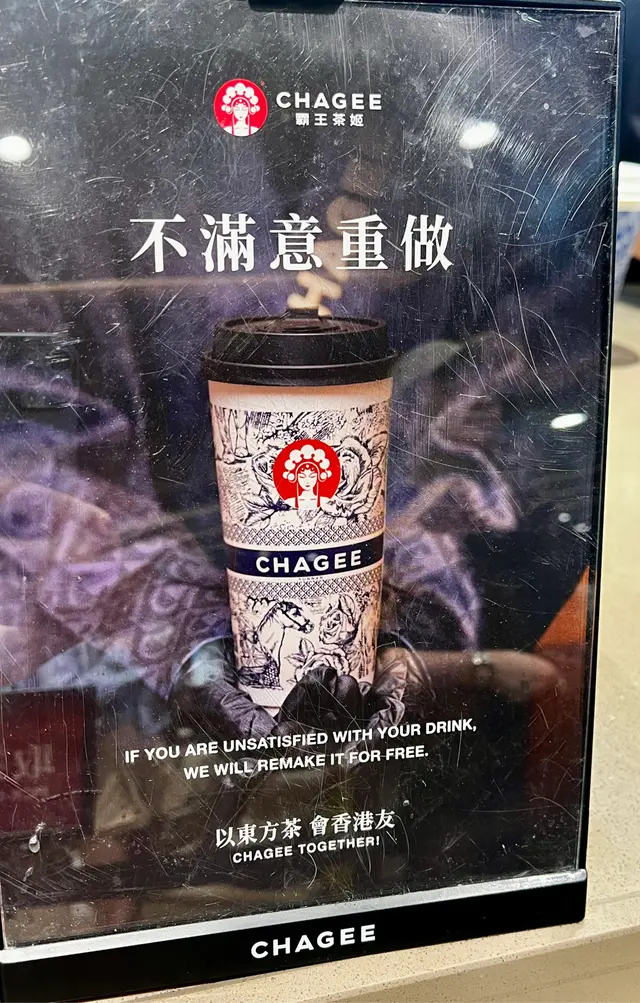 CHAGEE
霸王茶姬
不滿意重做
CHAGEE
IF YOU ARE UNSATISFIED WITH YOUR DRINK,
WE WILL REMAKE IT FOR FREE.
以東方茶 會香港友
CHAGEE TOGETHER!
CHAGEE